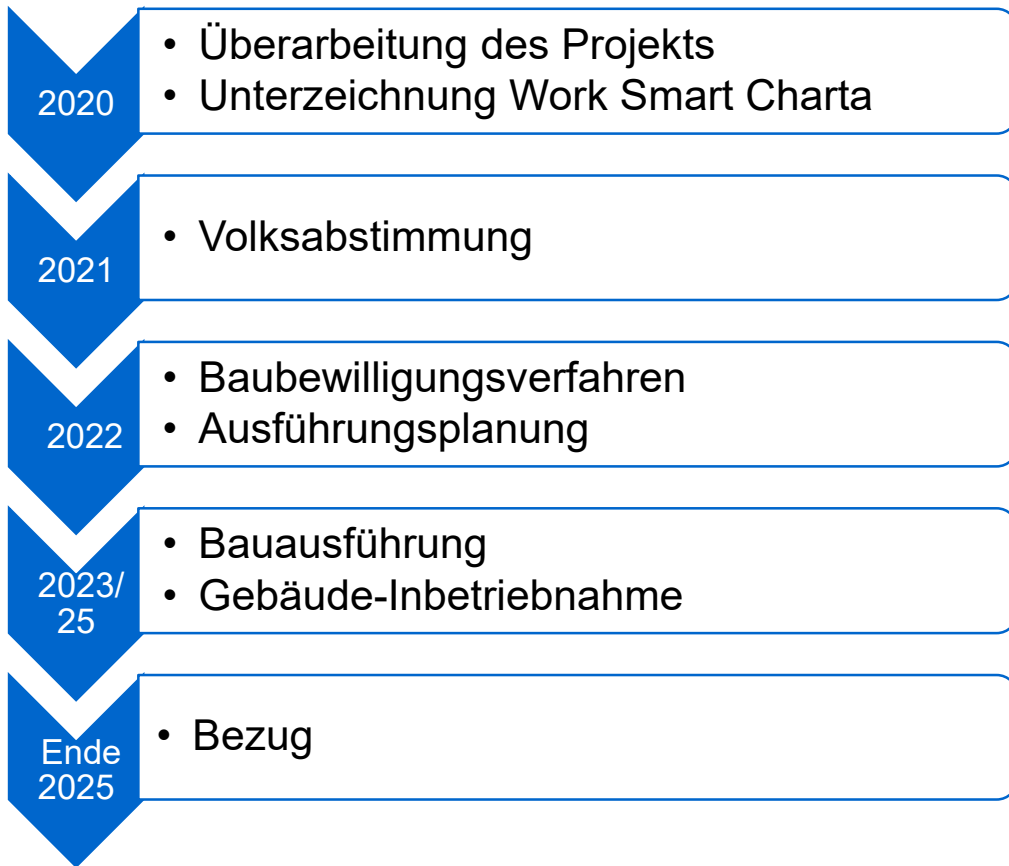 2020
• Überarbeitung des Projekts
• Unterzeichnung Work Smart Charta
2021
• Volksabstimmung
2022
• Baubewilligungsverfahren
• Ausführungsplanung
2023/
25
• Bauausführung
• Gebäude-Inbetriebnahme
Ende
2025
• Bezug